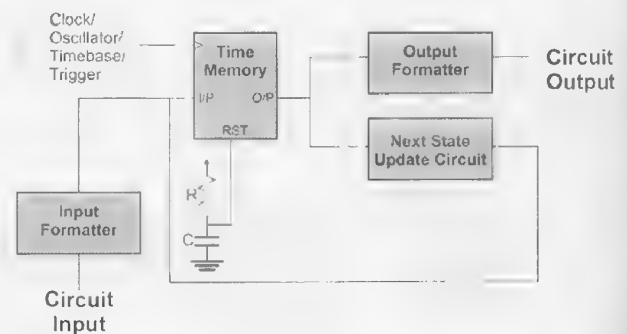 Clock/
Oscillator/
Timebase/
Trigger
Time
Memory
I/P O/P
RST
Output
Formatter
Circuit
Output
Next State
Update Circuit
R
C
Input
Formatter
Circuit
Input